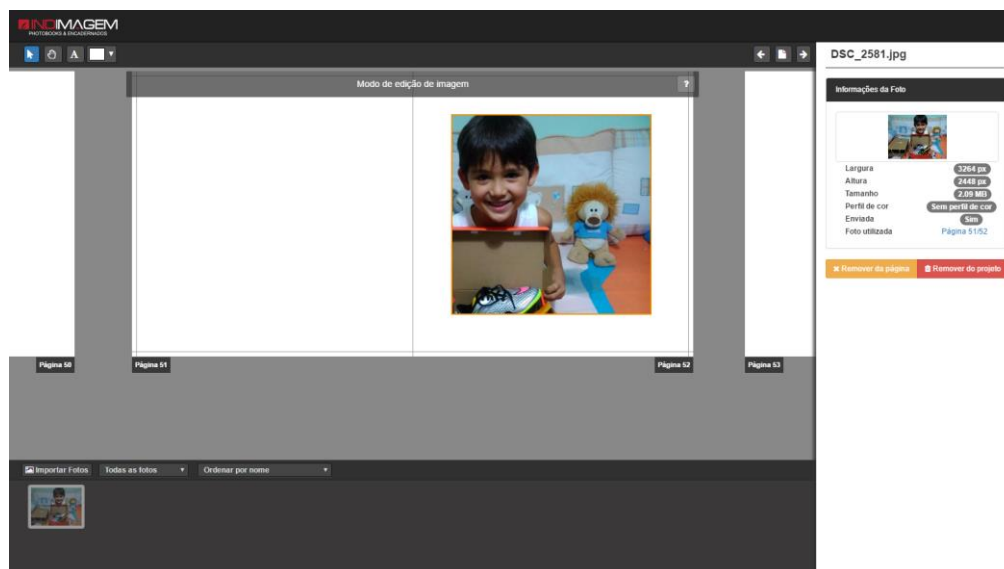 INDIMAGEM
PHOTOBOOKS & ENCADERNADOS
A
Modo de edição de imagem
?
Página 50
Página 51
Página 52
Página 53
Importar Fotos
Todas as fotos
Ordenar por nome
DSC_2581.jpg
Informações da Foto
Largura 3264 px
Altura 2448 px
Tamanho 2.09 MB
Perfil de cor Sem perfil de cor
Enviada Sim
Foto utilizada Página 51/52
Remover da página
Remover do projeto